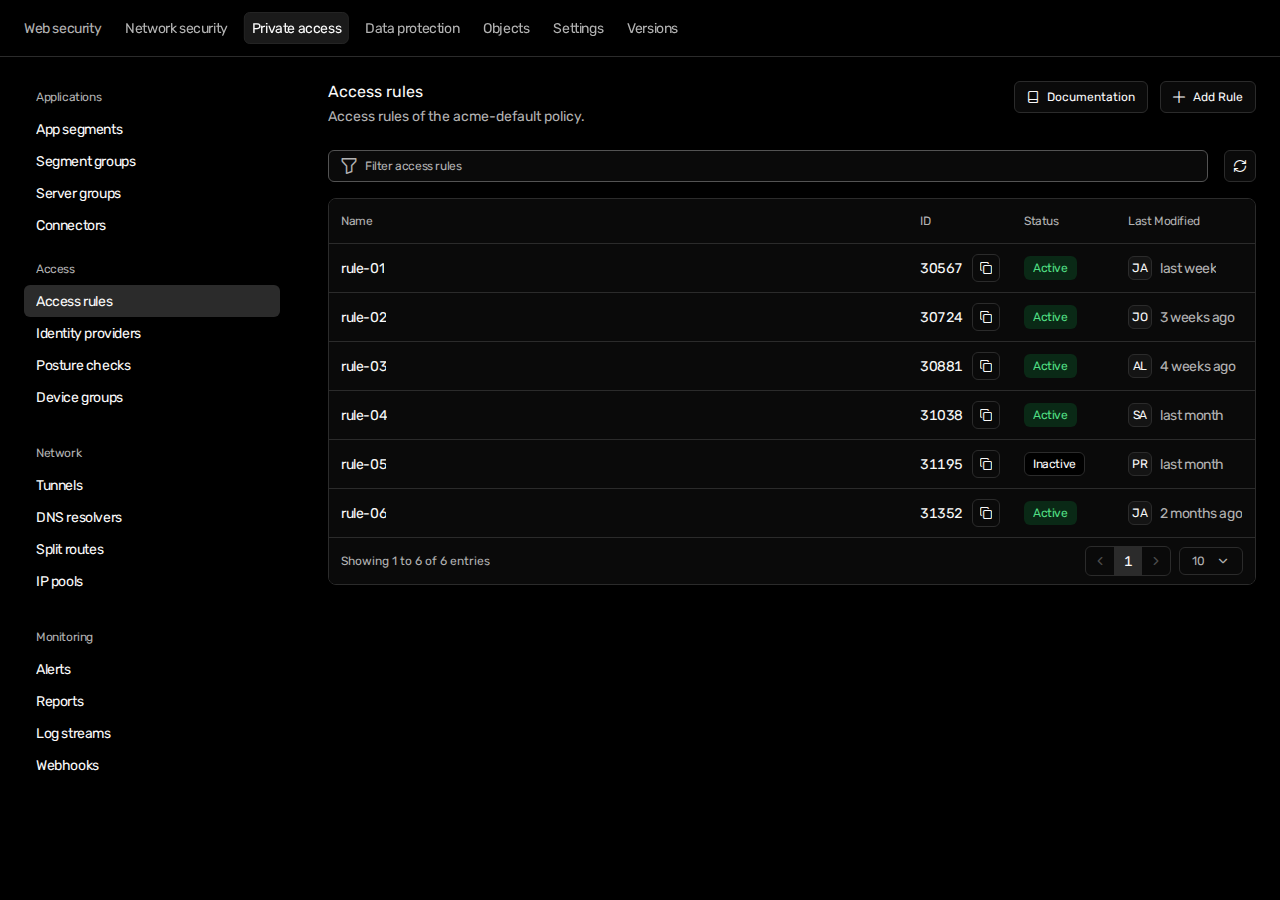 Web security Network security Private access Data protection Objects Settings Versions
Applications
App segments
Segment groups
Server groups
Connectors
Access
Access rules
Identity providers
Posture checks
Device groups
Network
Tunnels
DNS resolvers
Split routes
IP pools
Monitoring
Alerts
Reports
Log streams
Webhooks
Access rules
Access rules of the acme-default policy.
Documentation Add Rule
Filter access rules
Name ID Status Last Modified
rule-01 30567 Active JA last week
rule-02 30724 Active JO 3 weeks ago
rule-03 30881 Active AL 4 weeks ago
rule-04 31038 Active SA last month
rule-05 31195 Inactive PR last month
rule-06 31352 Active JA 2 months ago
Showing 1 to 6 of 6 entries 1 10